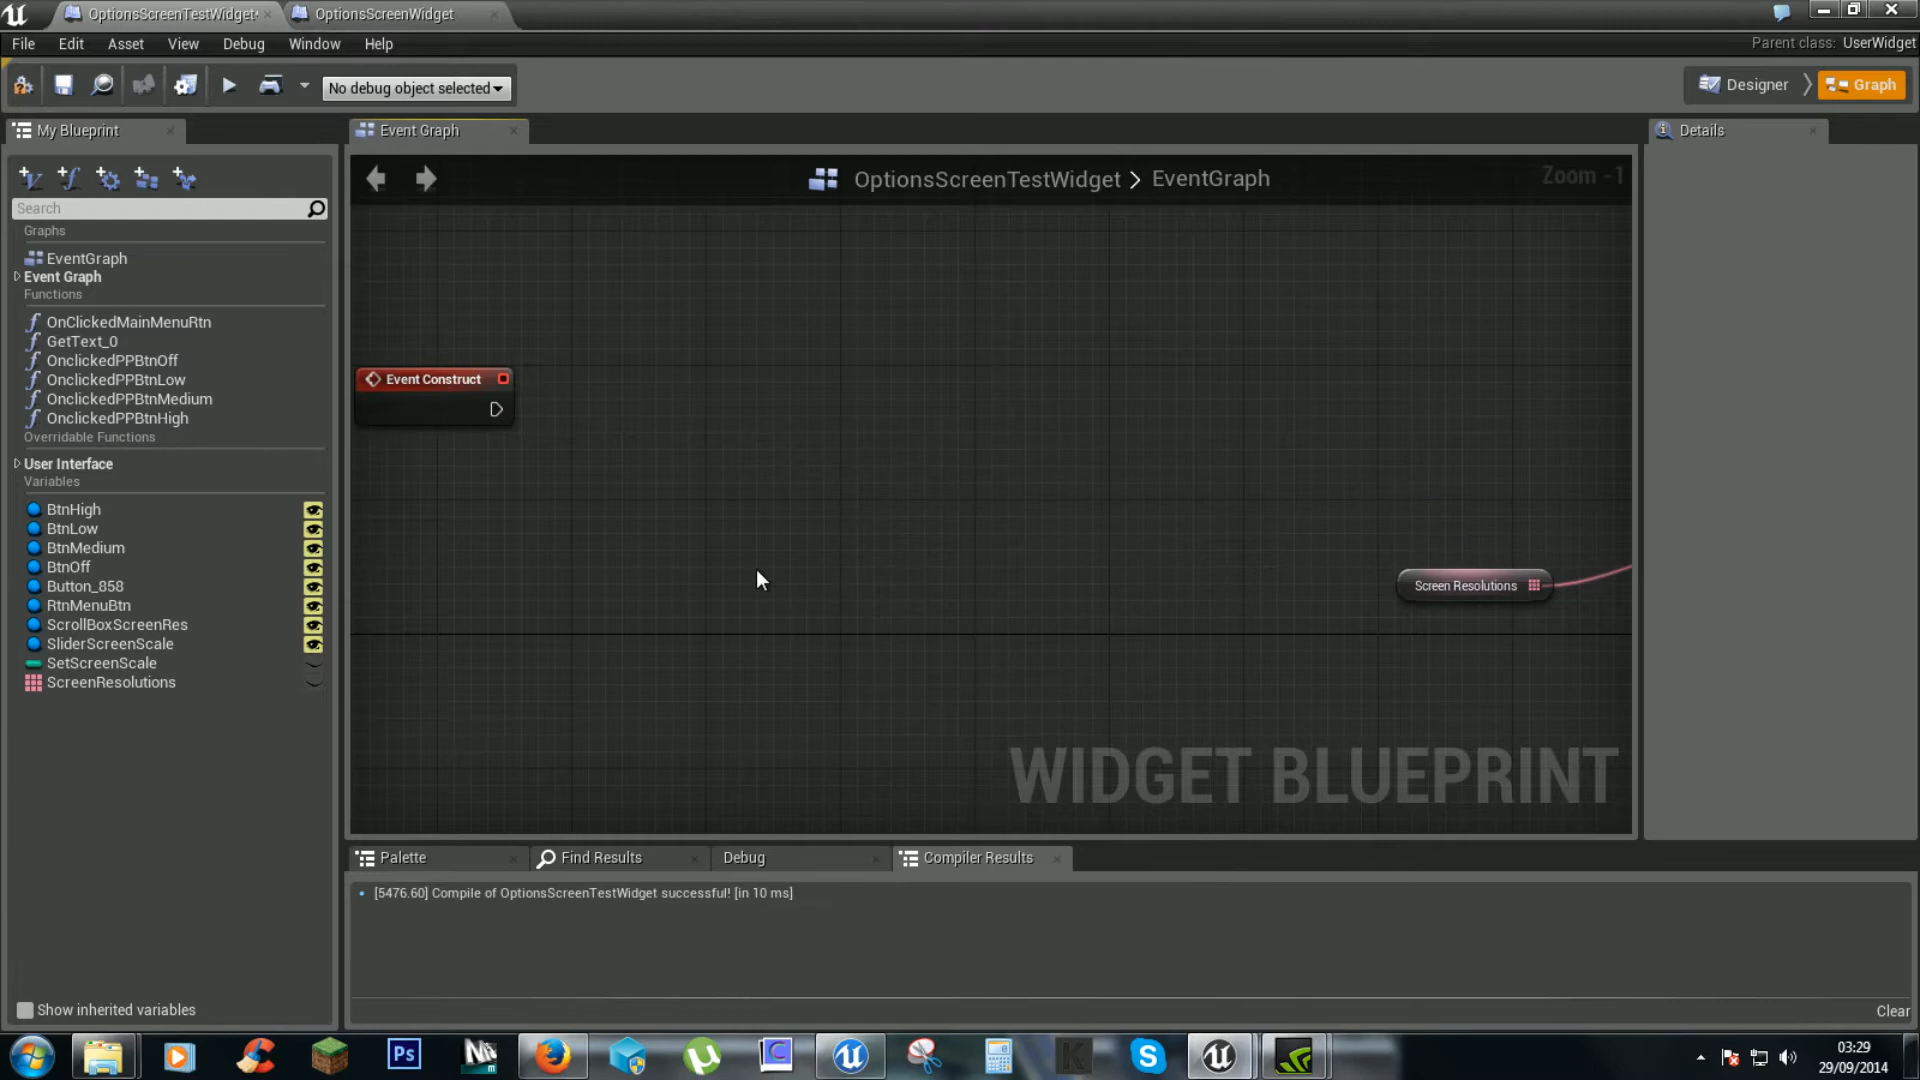 OptionsScreenTestWidget*
OptionsScreenWidget
File
Edit
Asset
View
Debug
Window
Help
Parent class: UserWidget
No debug object selected
Designer
Graph
My Blueprint
Event Graph
Details
OptionsScreenTestWidget > EventGraph
Zoom -1
Search
Graphs
EventGraph
Event Graph
Functions
OnClickedMainMenuRtn
GetText_0
OnclickedPPBtnOff
OnclickedPPBtnLow
OnclickedPPBtnMedium
OnclickedPPBtnHigh
Overridable Functions
User Interface
Variables
BtnHigh
BtnLow
BtnMedium
BtnOff
Button_858
RtnMenuBtn
ScrollBoxScreenRes
SliderScreenScale
SetScreenScale
ScreenResolutions
Show inherited variables
Event Construct
Screen Resolutions
WIDGET BLUEPRINT
Palette
Find Results
Debug
Compiler Results
[5476.60] Compile of OptionsScreenTestWidget successful! [in 10 ms]
Clear
Ps
03:29
29/09/2014